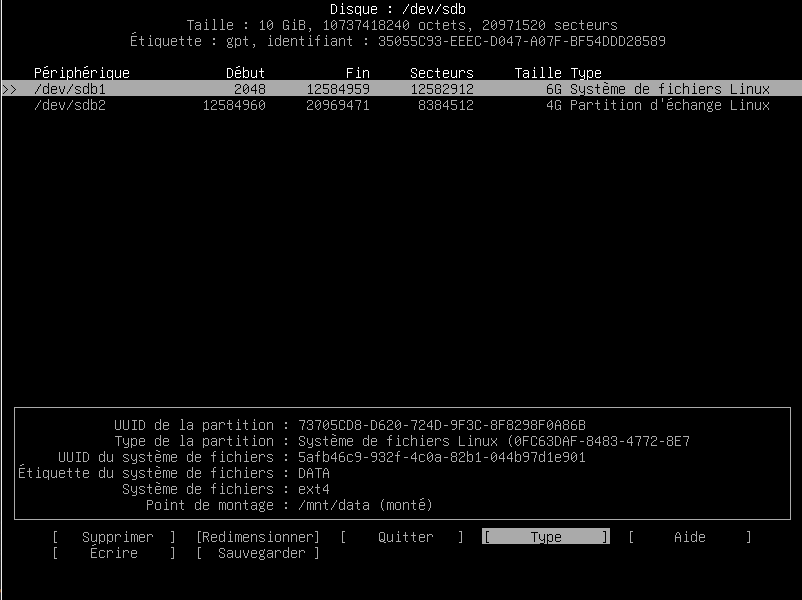 Disque : /dev/sdb
Taille : 10 GiB, 10737418240 octets, 20971520 secteurs
Étiquette : gpt, identifiant : 35055C93-EEEC-D047-A07F-BF54DDD28589
Périphérique Début Fin Secteurs Taille Type
>> /dev/sdb1 2048 12584959 12582912 6G Système de fichiers Linux
/dev/sdb2 12584960 20969471 8384512 4G Partition d'échange Linux
UUID de la partition : 73705CD8-D620-724D-9F3C-8F8298F0A86B
Type de la partition : Système de fichiers Linux (0FC63DAF-8483-4772-8E7
UUID du système de fichiers : 5afb46c9-932f-4c0a-82b1-044b97d1e901
Étiquette du système de fichiers : DATA
Système de fichiers : ext4
Point de montage : /mnt/data (monté)
[ Supprimer ] [Redimensionner] [ Quitter ] [ Type ] [ Aide ]
[ Écrire ] [ Sauvegarder ]